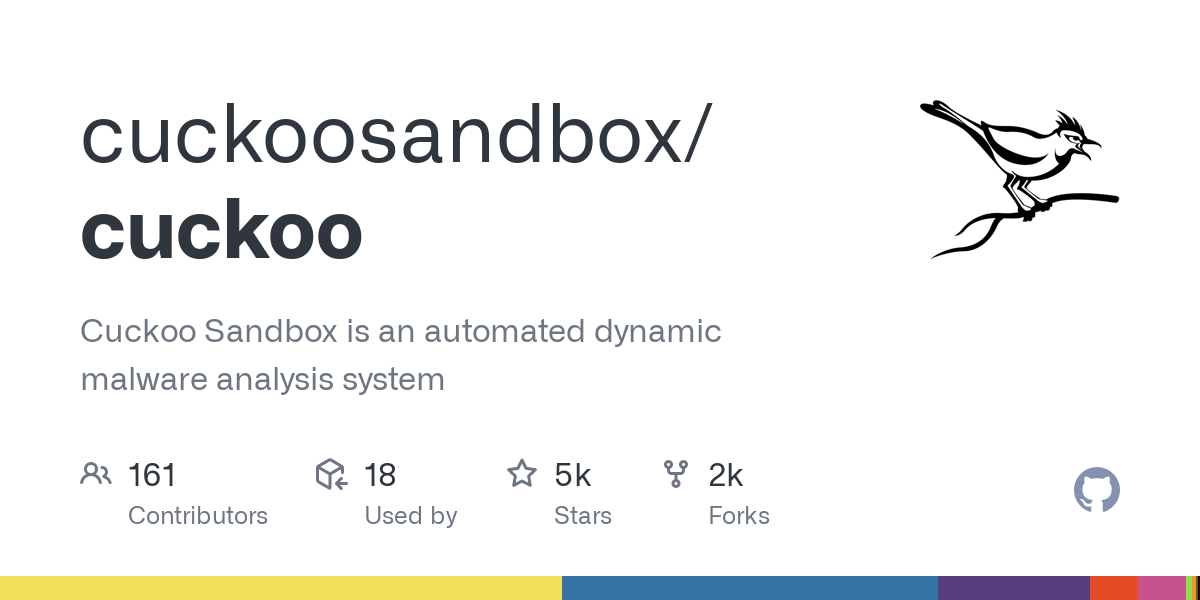 cuckoosandbox/
cuckoo
Cuckoo Sandbox is an automated dynamic
malware analysis system
161 18 5k 2k
Contributors Used by Stars Forks